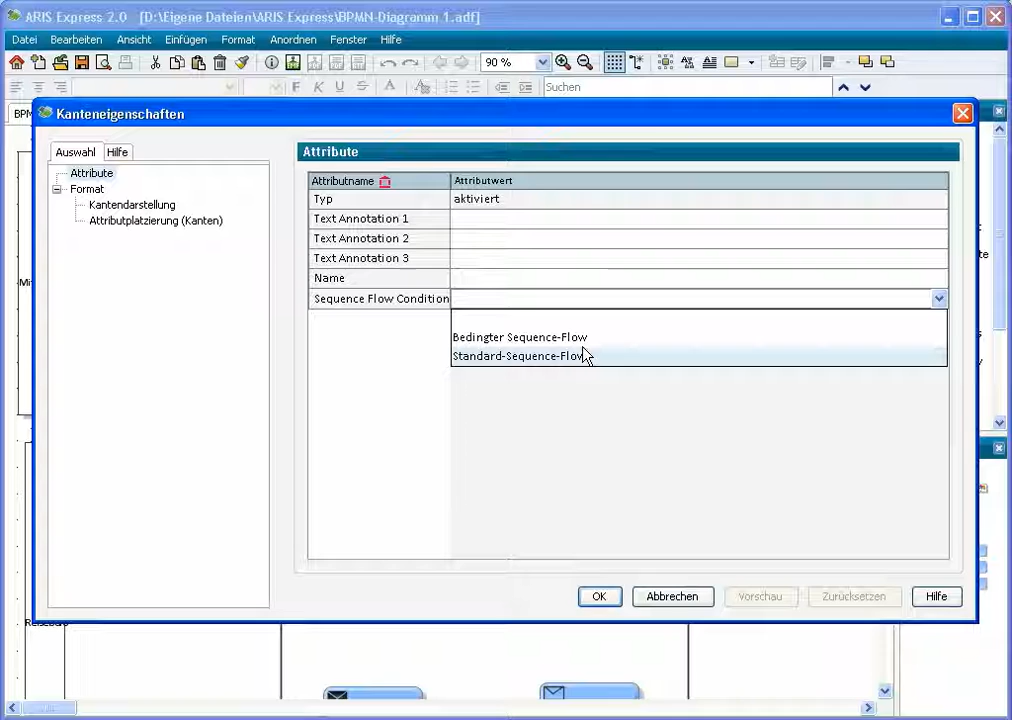 ARIS Express 2.0 [D:\Eigene Dateien\ARIS Express\BPMN-Diagramm 1.adf]
Datei Bearbeiten Ansicht Einfügen Format Anordnen Fenster Hilfe
90 %
F K U S A Suchen
BPM
Kanteneigenschaften
Auswahl Hilfe
Attribute
Format
Kantendarstellung
Attributplatzierung (Kanten)
Attribute
Attributname Attributwert
Typ aktiviert
Text Annotation 1
Text Annotation 2
Text Annotation 3
Name
Sequence Flow Condition
Bedingter Sequence-Flow
Standard-Sequence-Flow
OK Abbrechen Vorschau Zurücksetzen Hilfe